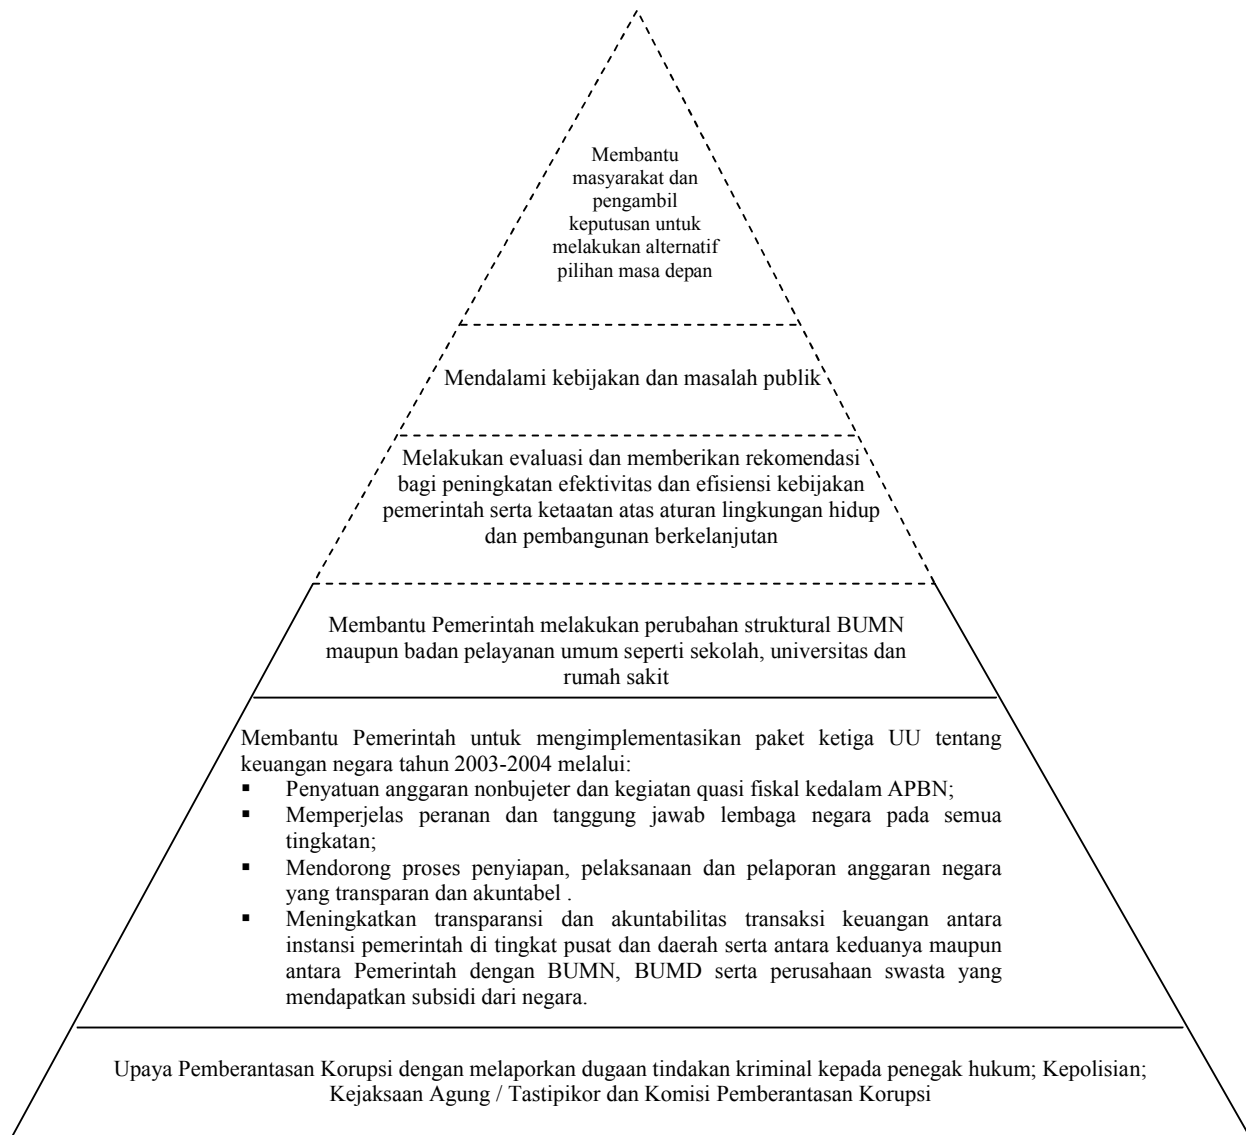 Membantu
masyarakat dan
pengambil
keputusan untuk
melakukan alternatif
pilihan masa depan
Mendalami kebijakan dan masalah publik
Melakukan evaluasi dan memberikan rekomendasi
bagi peningkatan efektivitas dan efisiensi kebijakan
pemerintah serta ketaatan atas aturan lingkungan hidup
dan pembangunan berkelanjutan
Membantu Pemerintah melakukan perubahan struktural BUMN
maupun badan pelayanan umum seperti sekolah, universitas dan
rumah sakit
Membantu Pemerintah untuk mengimplementasikan paket ketiga UU tentang
keuangan negara tahun 2003-2004 melalui:
▪ Penyatuan anggaran nonbujeter dan kegiatan quasi fiskal kedalam APBN;
▪ Memperjelas peranan dan tanggung jawab lembaga negara pada semua
tingkatan;
▪ Mendorong proses penyiapan, pelaksanaan dan pelaporan anggaran negara
yang transparan dan akuntabel .
▪ Meningkatkan transparansi dan akuntabilitas transaksi keuangan antara
instansi pemerintah di tingkat pusat dan daerah serta antara keduanya maupun
antara Pemerintah dengan BUMN, BUMD serta perusahaan swasta yang
mendapatkan subsidi dari negara.
Upaya Pemberantasan Korupsi dengan melaporkan dugaan tindakan kriminal kepada penegak hukum; Kepolisian;
Kejaksaan Agung / Tastipikor dan Komisi Pemberantasan Korupsi